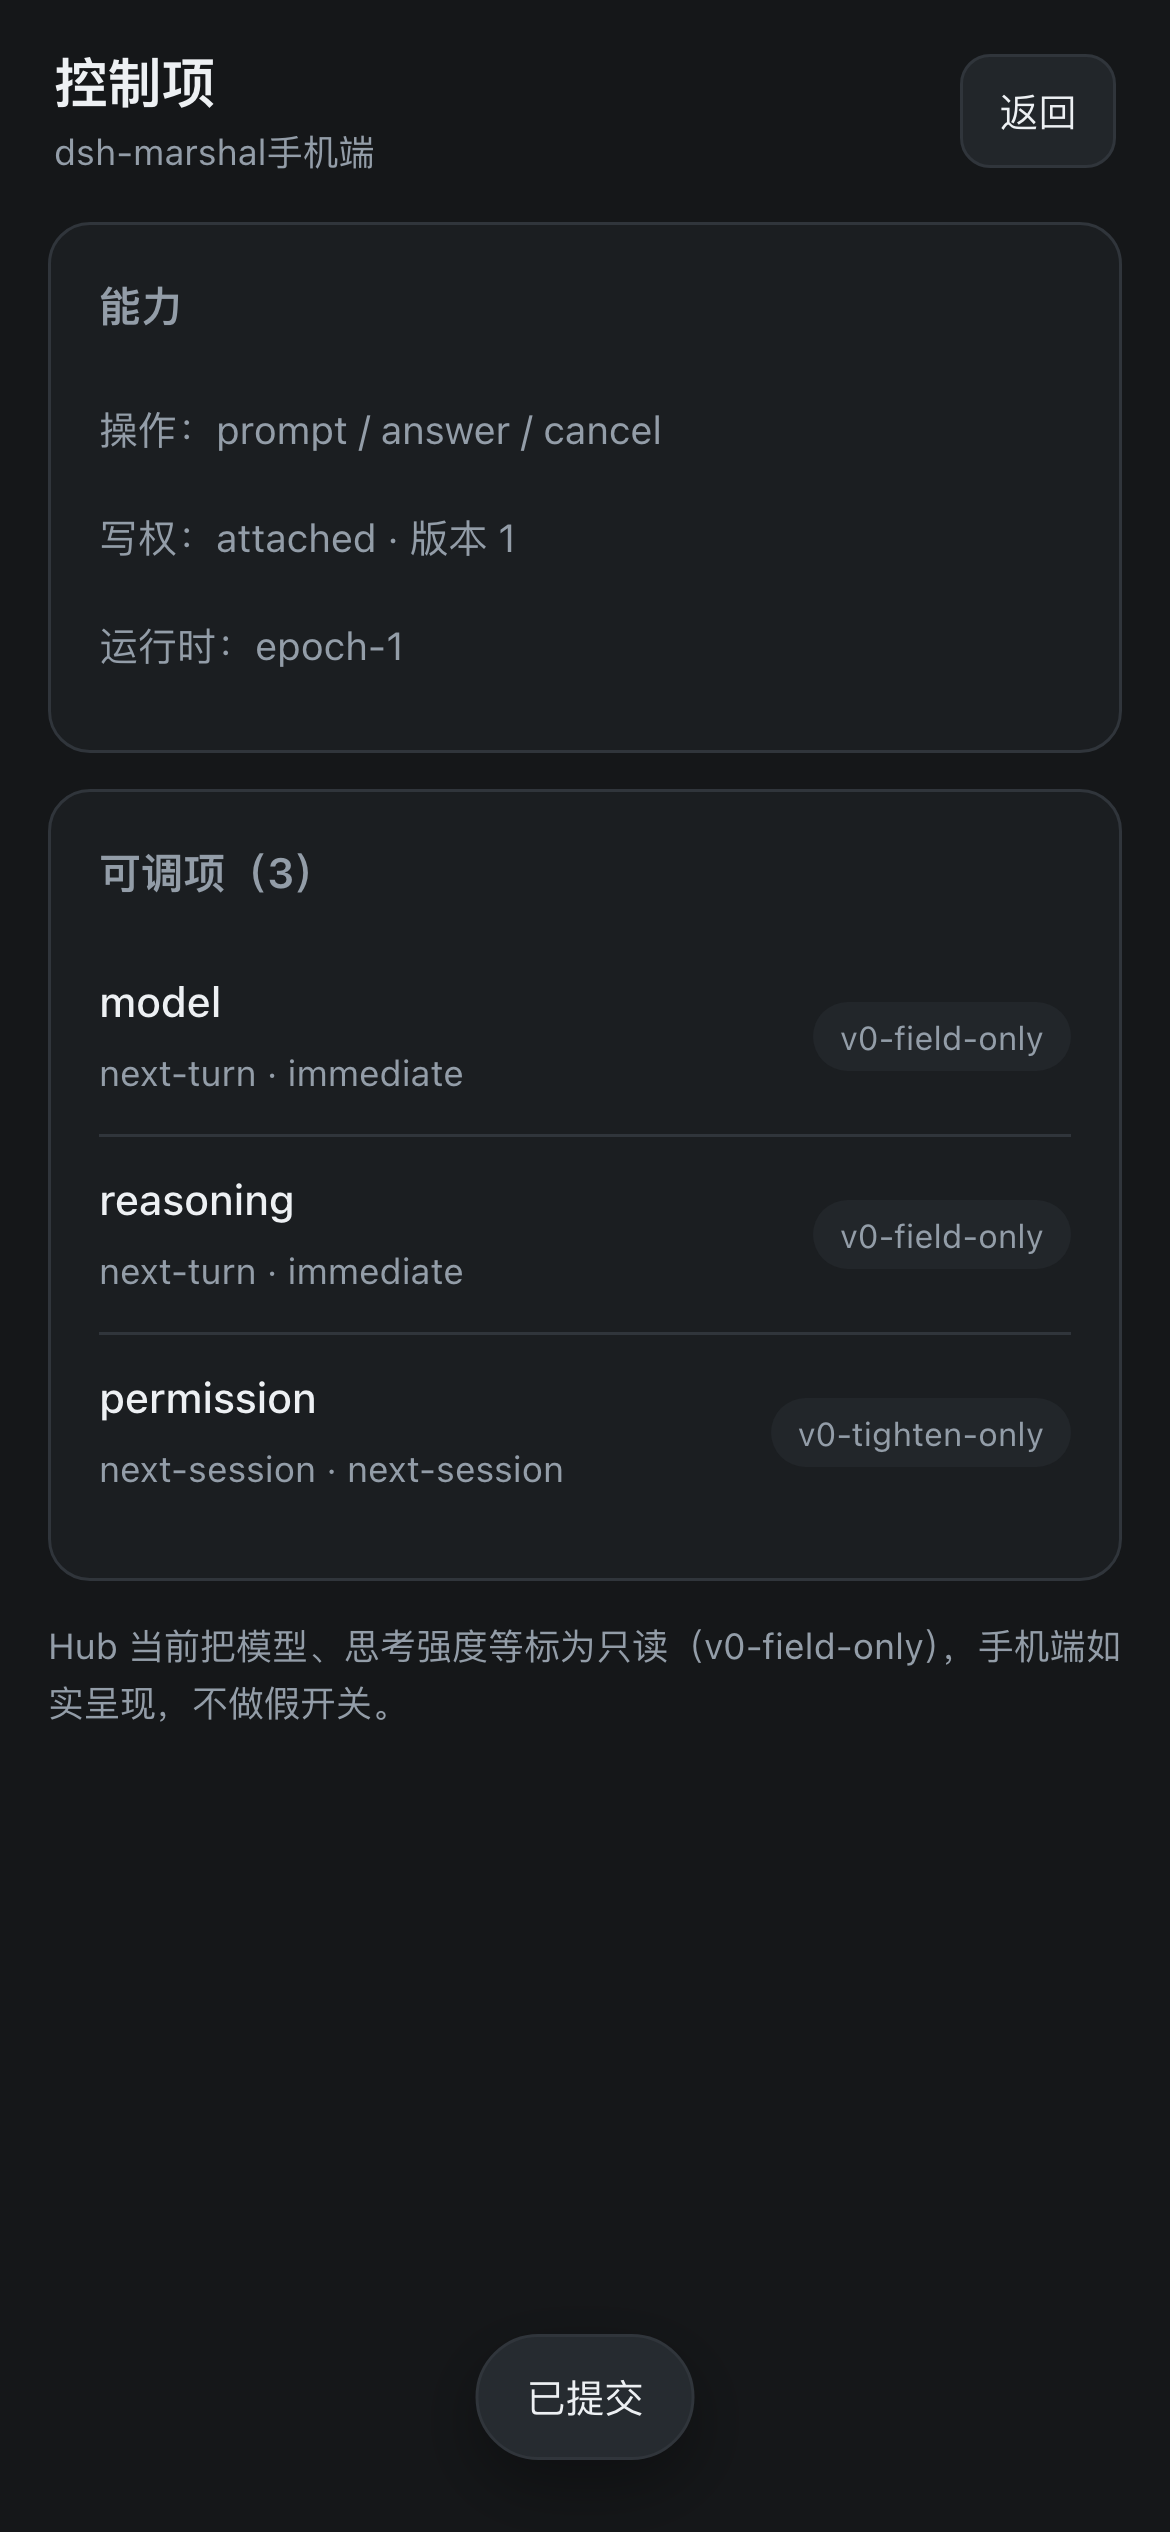 控制项
dsh-marshal手机端
返回
能力
操作：prompt / answer / cancel
写权：attached · 版本 1
运行时：epoch-1
可调项（3）
model
next-turn · immediate
v0-field-only
reasoning
next-turn · immediate
v0-field-only
permission
next-session · next-session
v0-tighten-only
Hub 当前把模型、思考强度等标为只读（v0-field-only），手机端如
实呈现，不做假开关。
已提交